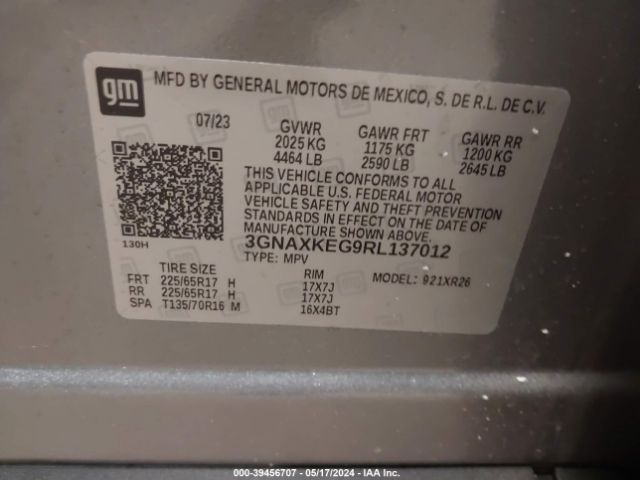 gm
MFD BY GENERAL MOTORS DE MEXICO, S. DE R.L. DE C.V.
07/23 GVWR GAWR FRT GAWR RR
2025 KG 1175 KG 1200 KG
4464 LB 2590 LB 2645 LB
THIS VEHICLE CONFORMS TO ALL
APPLICABLE U.S. FEDERAL MOTOR
VEHICLE SAFETY AND THEFT PREVENTION
STANDARDS IN EFFECT ON THE DATE OF
MANUFACTURE SHOWN ABOVE.
130H
3GNAXKEG9RL137012
TYPE: MPV
TIRE SIZE RIM MODEL: 921XR26
FRT 225/65R17 H 17X7J
RR 225/65R17 H 17X7J
SPA T135/70R16 M 16X4BT
000-39456707 - 05/17/2024 - IAA Inc.